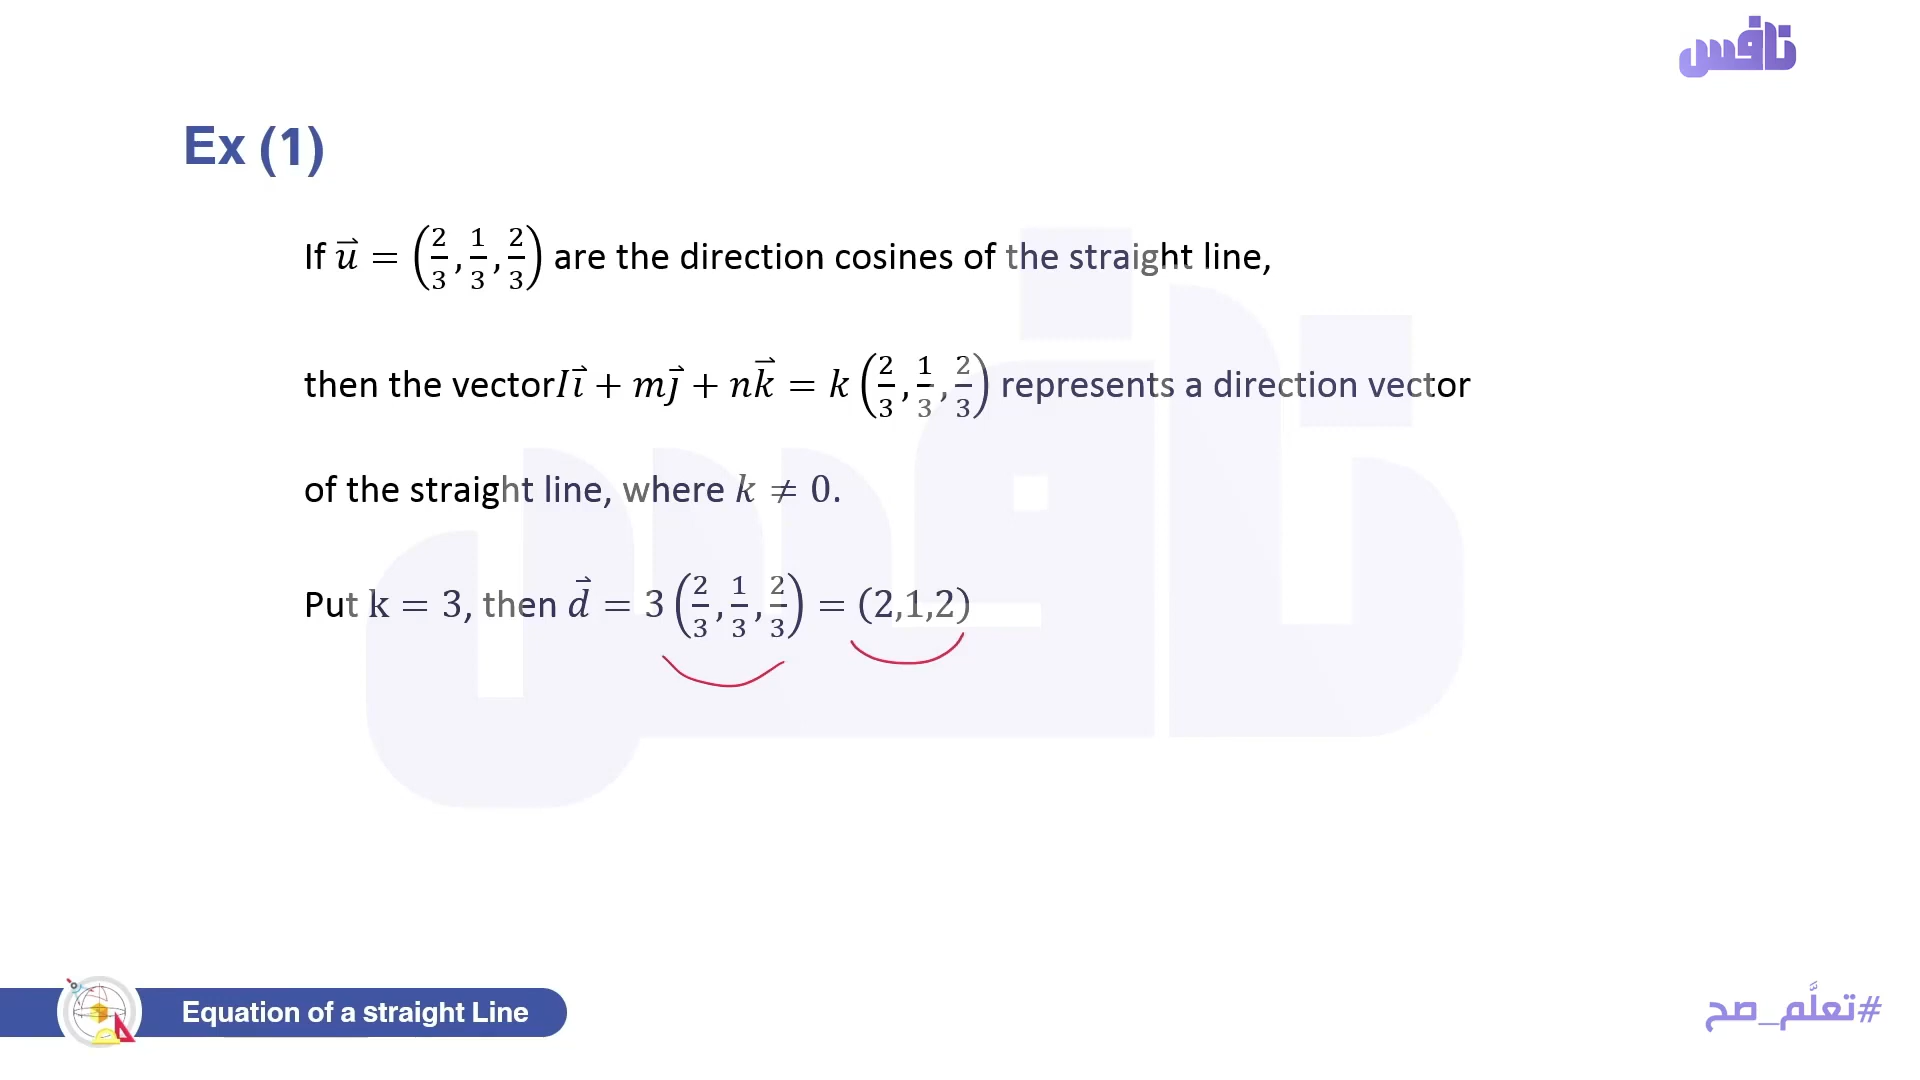 نافس
Ex (1)
If u⃗ = (2/3, 1/3, 2/3) are the direction cosines of the straight line,
then the vectorIi⃗ + mj⃗ + nk⃗ = k (2/3, 1/3, 2/3) represents a direction vector
of the straight line, where k ≠ 0.
Put k = 3, then d⃗ = 3 (2/3, 1/3, 2/3) = (2,1,2)
Equation of a straight Line
#تعلَّم_صح